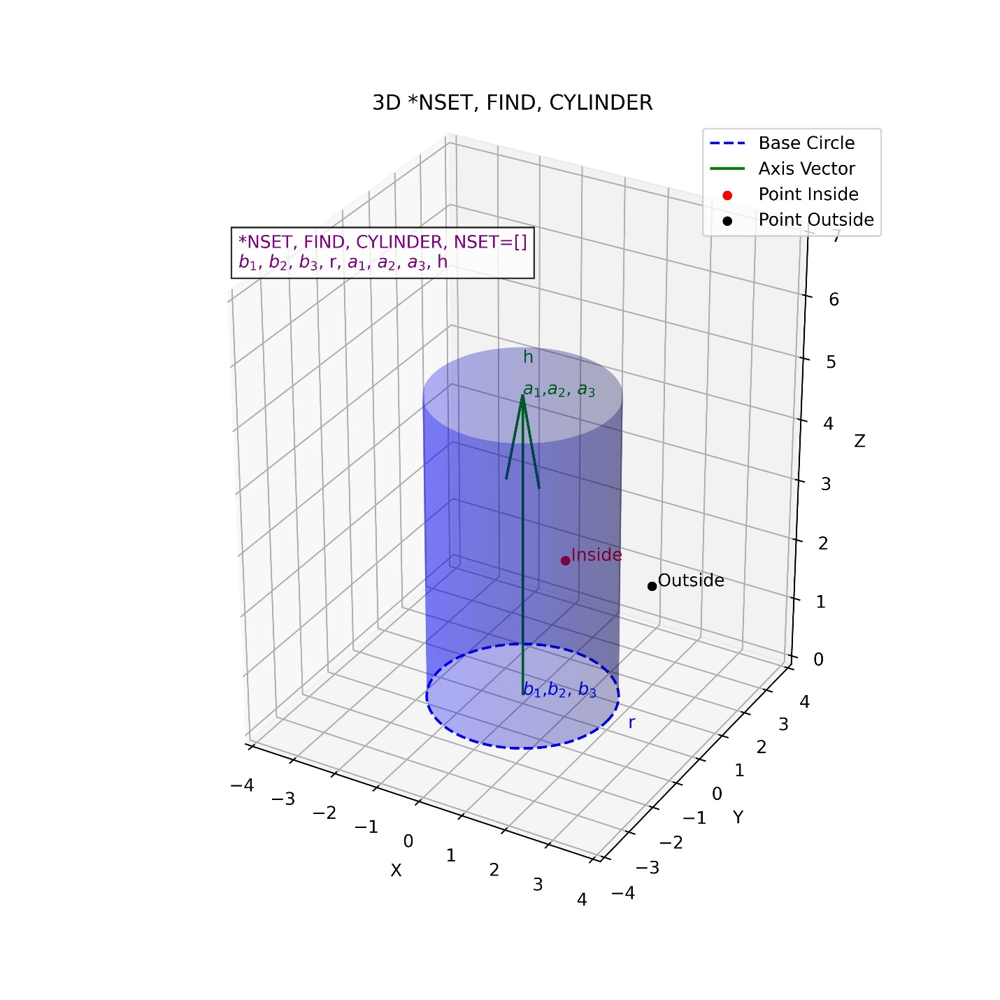 3D *NSET, FIND, CYLINDER
Base Circle
Axis Vector
Point Inside
Point Outside
*NSET, FIND, CYLINDER, NSET=[]
b₁, b₂, b₃, r, a₁, a₂, a₃, h
h
a₁,a₂, a₃
Inside
Outside
b₁,b₂, b₃
r
7
6
5
4
3
2
1
0
Z
4
3
2
1
0
−1
−2
−3
−4
Y
−4
−3
−2
−1
0
1
2
3
4
X